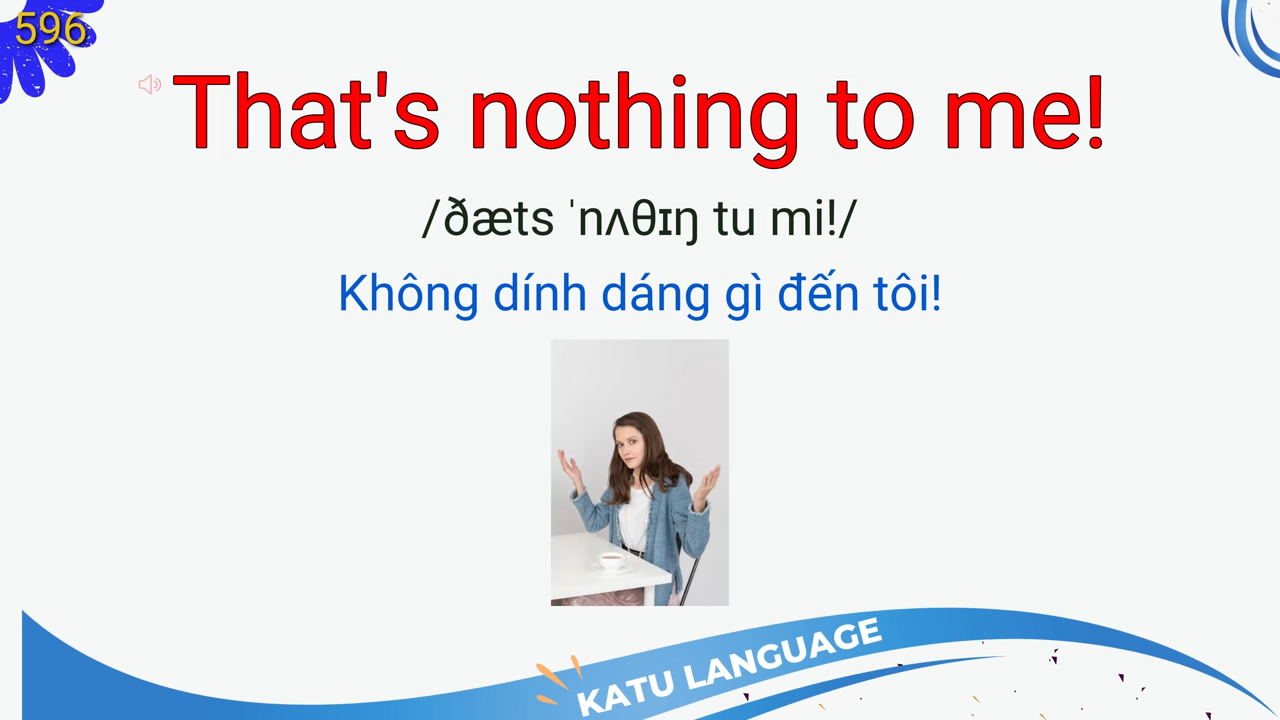 596
That's nothing to me!
/ðæts ˈnʌθɪŋ tu mi!/
Không dính dáng gì đến tôi!
KATU LANGUAGE